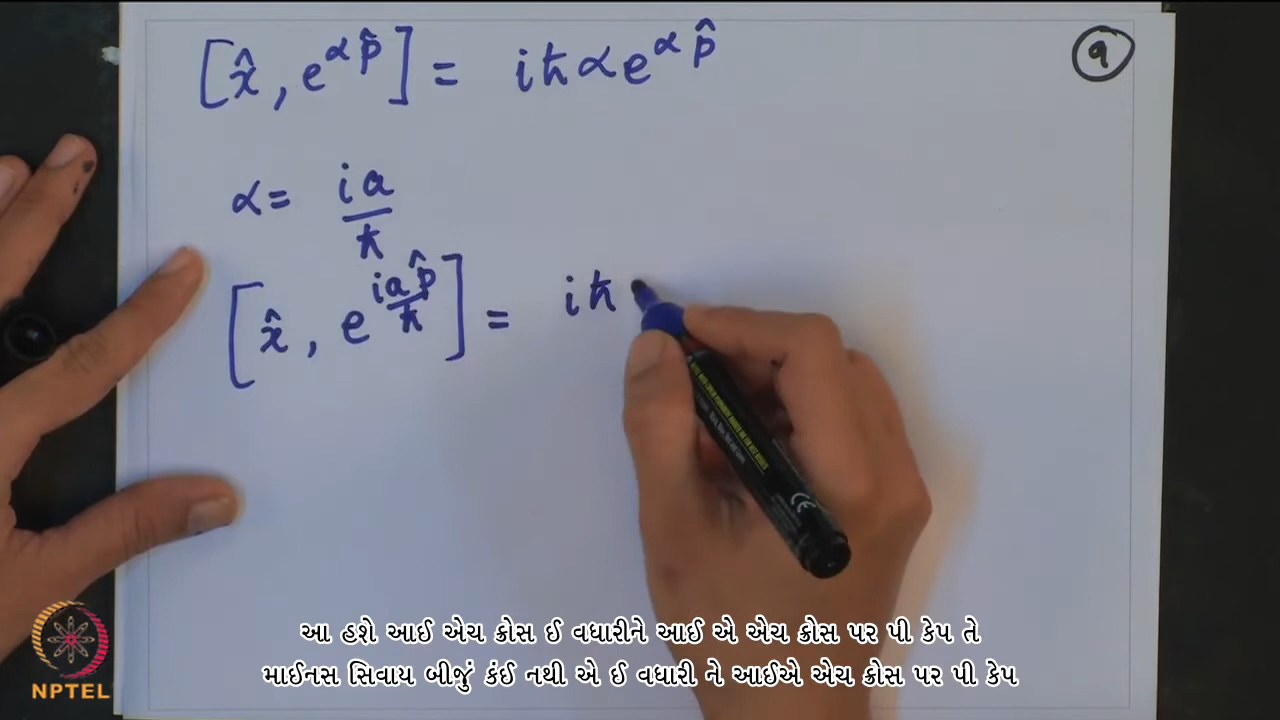 [x̂, e^{αp̂}] = iħαe^{αp̂}
9
α = ia/ħ
[x̂, e^{iap̂/ħ}] = iħ
આ હશે આઈ એચ ક્રોસ ઈ વધારીને આઈ એ એચ ક્રોસ પર પી કેપ તે
માઈનસ સિવાય બીજું કંઈ નથી એ ઈ વધારી ને આઈએ એચ ક્રોસ પર પી કેપ
NPTEL